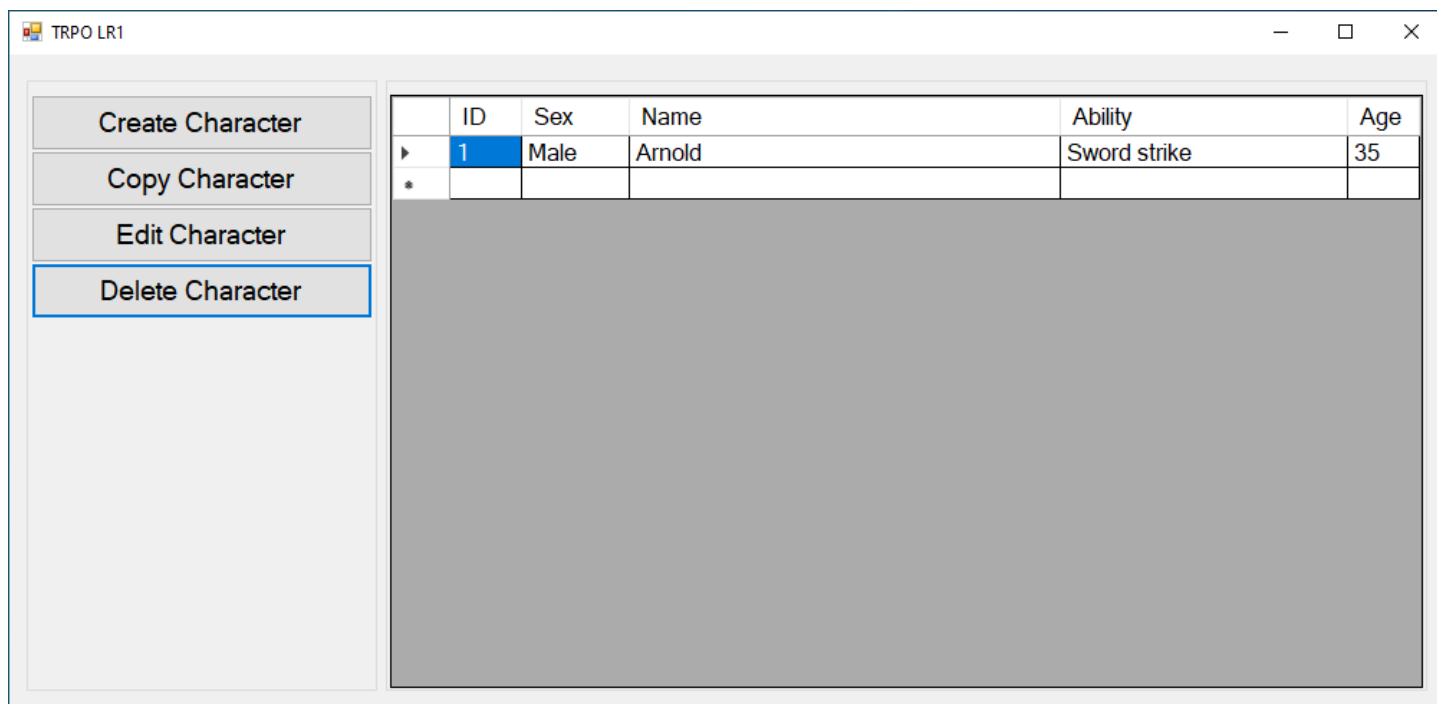 TRPO LR1
Create Character
Copy Character
Edit Character
Delete Character
ID Sex Name Ability Age
1 Male Arnold Sword strike 35